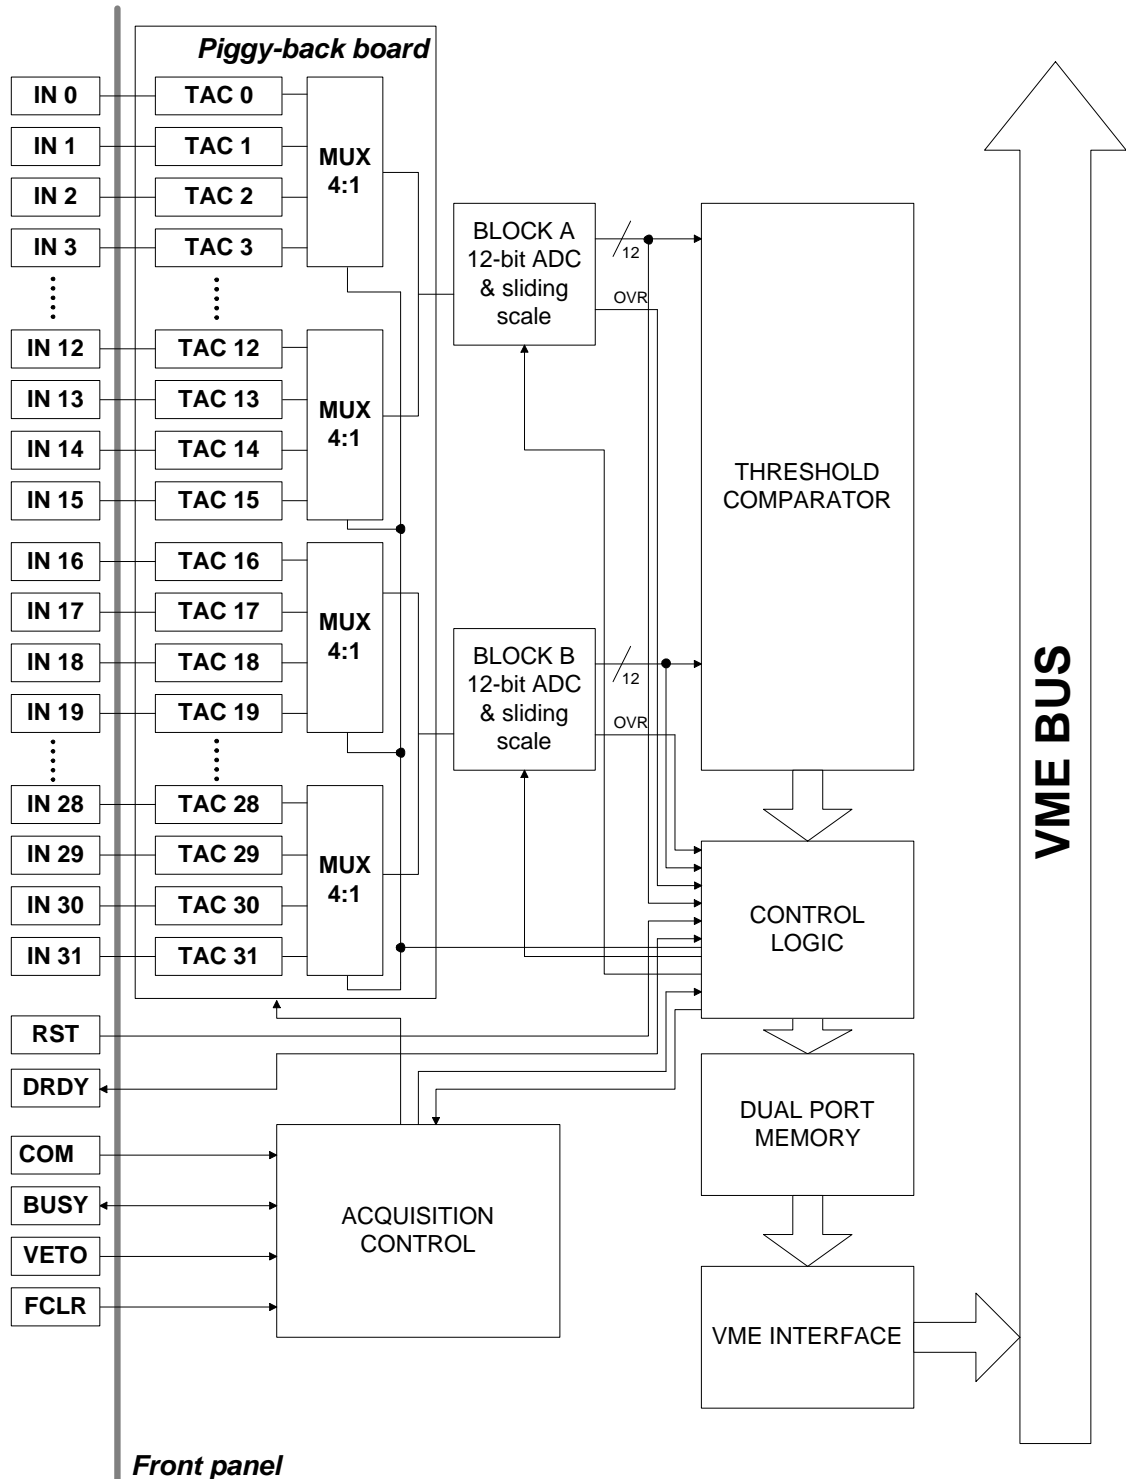 Piggy-back board
IN 0
TAC 0
IN 1
TAC 1
MUX
4:1
IN 2
TAC 2
IN 3
TAC 3
BLOCK A
12-bit ADC
& sliding
scale
12
OVR
IN 12
TAC 12
IN 13
TAC 13
MUX
4:1
IN 14
TAC 14
IN 15
TAC 15
THRESHOLD
COMPARATOR
IN 16
TAC 16
IN 17
TAC 17
MUX
4:1
IN 18
TAC 18
IN 19
TAC 19
BLOCK B
12-bit ADC
& sliding
scale
12
OVR
VME BUS
IN 28
TAC 28
IN 29
TAC 29
MUX
4:1
IN 30
TAC 30
IN 31
TAC 31
CONTROL
LOGIC
RST
DRDY
DUAL PORT
MEMORY
COM
BUSY
VETO
FCLR
ACQUISITION
CONTROL
VME INTERFACE
Front panel